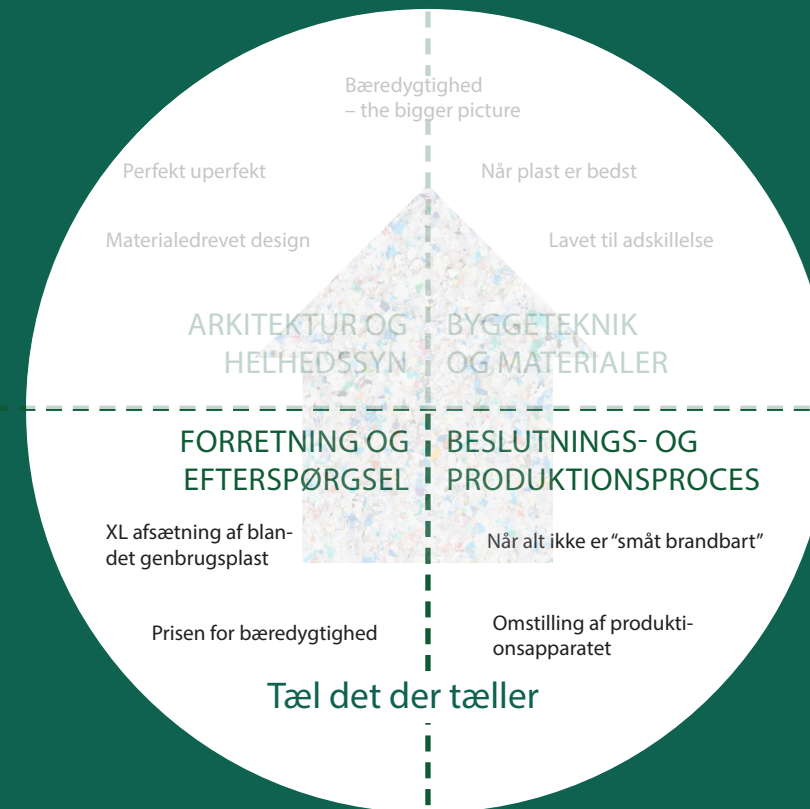 Bæredygtighed
– the bigger picture
Perfekt uperfekt
Når plast er bedst
Materialedrevet design
Lavet til adskillelse
ARKITEKTUR OG
HELHEDSSYN
BYGGETEKNIK
OG MATERIALER
FORRETNING OG
EFTERSPØRGSEL
BESLUTNINGS- OG
PRODUKTIONSPROCES
XL afsætning af blan-
det genbrugsplast
Når alt ikke er “småt brandbart”
Prisen for bæredygtighed
Omstilling af produkti-
onsapparatet
Tæl det der tæller